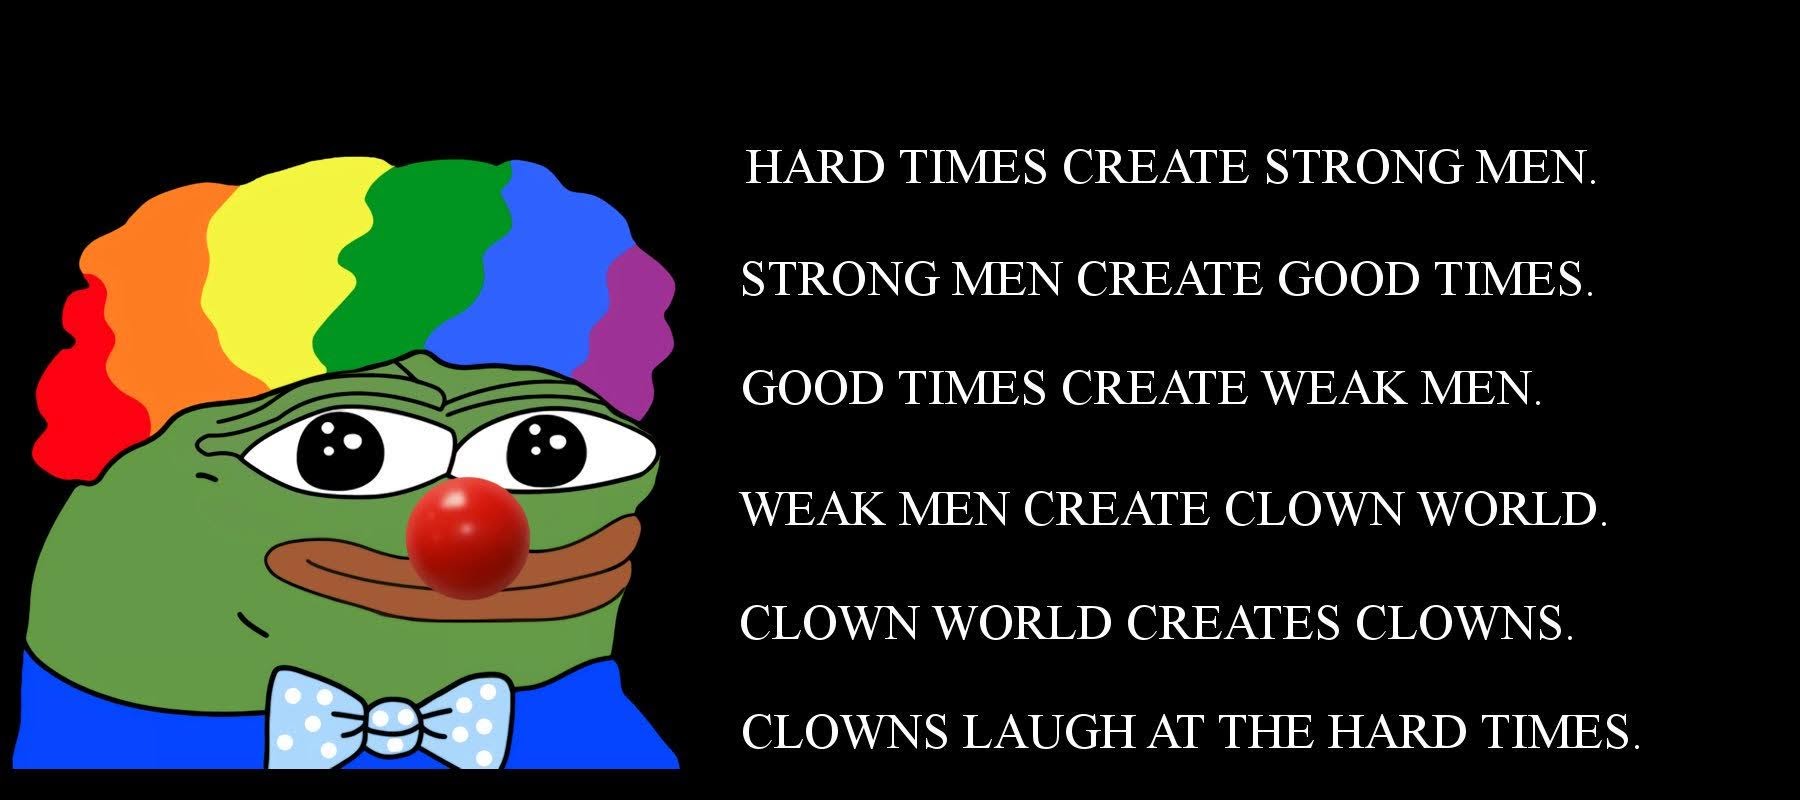 HARD TIMES CREATE STRONG MEN.
STRONG MEN CREATE GOOD TIMES.
GOOD TIMES CREATE WEAK MEN.
WEAK MEN CREATE CLOWN WORLD.
CLOWN WORLD CREATES CLOWNS.
CLOWNS LAUGH AT THE HARD TIMES.